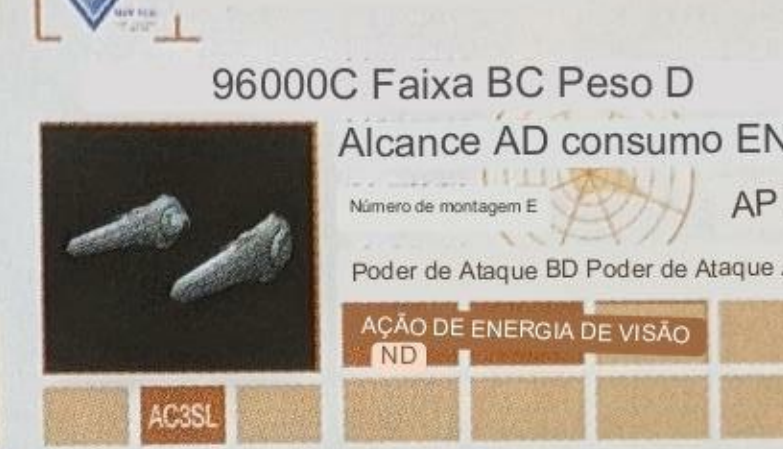 96000C Faixa BC Peso D
Alcance AD consumo EN
Número de montagem E
AP
Poder de Ataque BD Poder de Ataque
AÇÃO DE ENERGIA DE VISÃO
ND
AC3SL